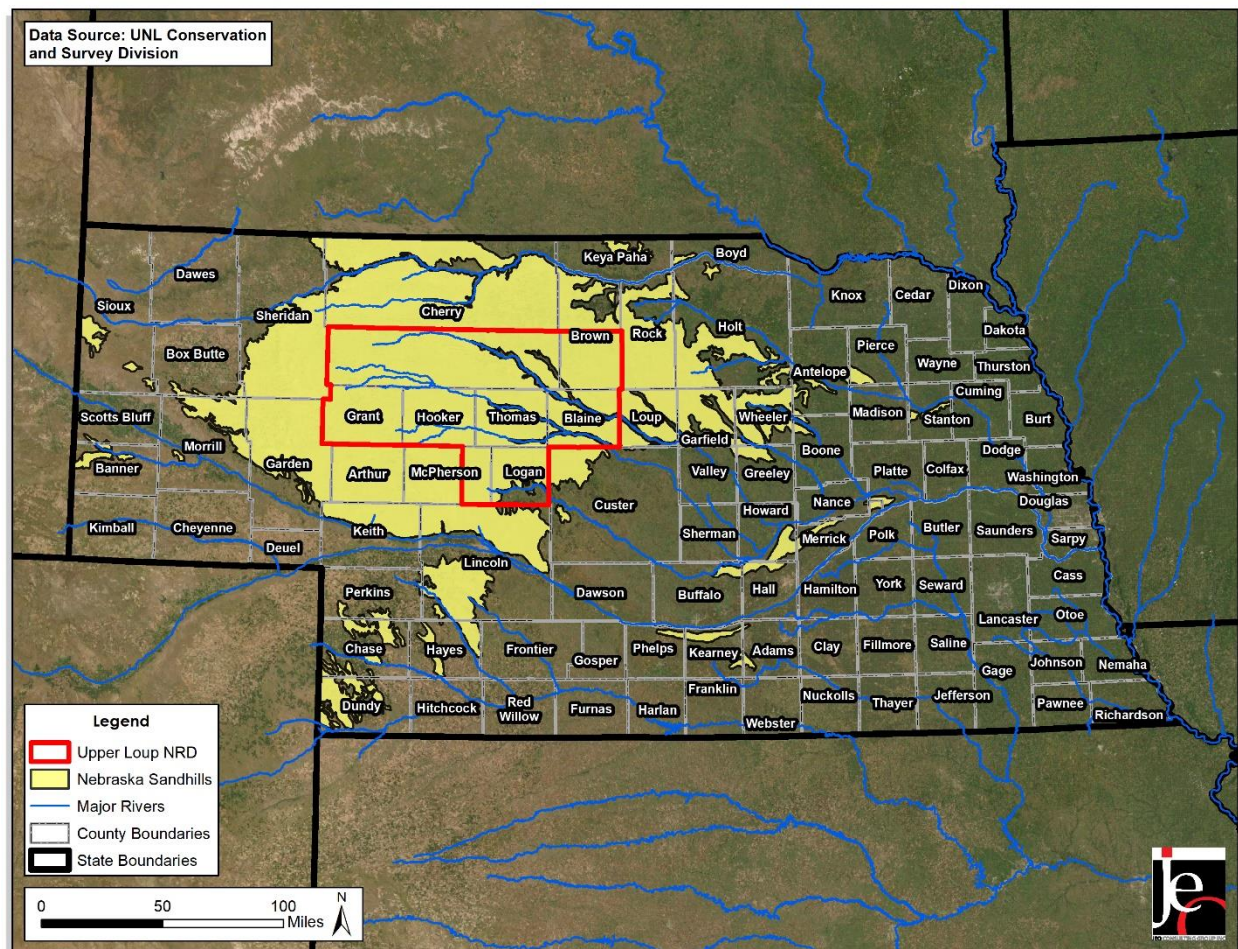 Data Source: UNL Conservation
and Survey Division
Dawes
Keya Paha
Boyd
Sioux
Sheridan
Cherry
Knox
Cedar
Dixon
Brown
Rock
Holt
Dakota
Box Butte
Pierce
Wayne
Thurston
Antelope
Scotts Bluff
Grant
Hooker
Thomas
Blaine
Loup
Wheeler
Madison
Cuming
Stanton
Burt
Morrill
Garfield
Banner
Garden
Arthur
McPherson
Logan
Valley
Greeley
Boone
Platte
Colfax
Dodge
Washington
Douglas
Kimball
Cheyenne
Keith
Custer
Howard
Nance
Butler
Saunders
Deuel
Sherman
Merrick
Polk
Sarpy
Lincoln
Perkins
Dawson
Buffalo
Hall
Hamilton
York
Seward
Cass
Lancaster
Otoe
Chase
Hayes
Frontier
Gosper
Phelps
Kearney
Adams
Clay
Fillmore
Saline
Gage
Johnson
Nemaha
Dundy
Hitchcock
Red
Willow
Furnas
Harlan
Franklin
Webster
Nuckolls
Thayer
Jefferson
Pawnee
Richardson
Legend
Upper Loup NRD
Nebraska Sandhills
Major Rivers
County Boundaries
State Boundaries
0 50 100
Miles
N
je